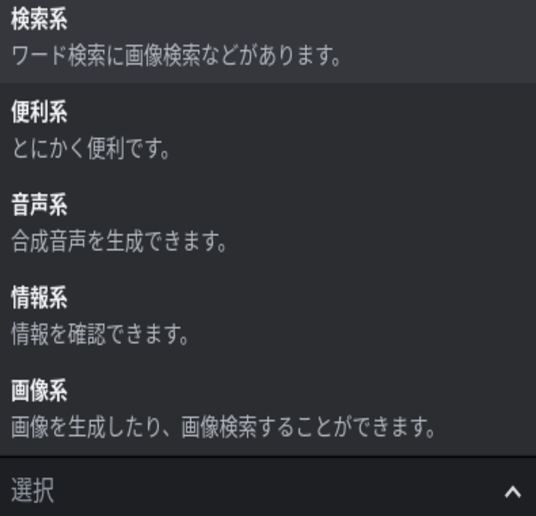 検索系
ワード検索に画像検索などがあります。
便利系
とにかく便利です。
音声系
合成音声を生成できます。
情報系
情報を確認できます。
画像系
画像を生成したり、画像検索することができます。
選択